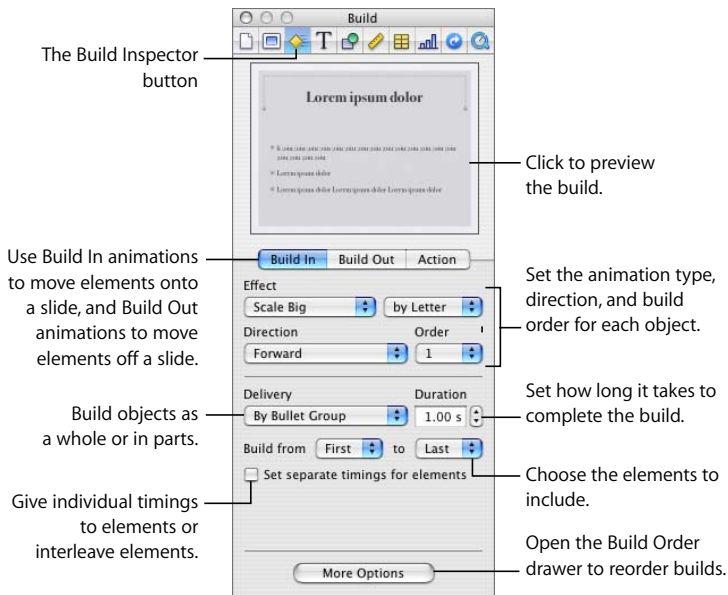 Build
The Build Inspector
button
Lorem ipsum dolor
Lorem ipsum dolor
Lorem ipsum dolor Lorem ipsum dolor Lorem ipsum dolor
Click to preview
the build.
Use Build In animations
to move elements onto
a slide, and Build Out
animations to move
elements off a slide.
Build In Build Out Action
Effect
Scale Big by Letter
Direction Order
Forward 1
Set the animation type,
direction, and build
order for each object.
Delivery Duration
By Bullet Group 1.00 s
Build objects as
a whole or in parts.
Set how long it takes to
complete the build.
Build from First to Last
Set separate timings for elements
Choose the elements to
include.
Give individual timings
to elements or
interleave elements.
More Options
Open the Build Order
drawer to reorder builds.